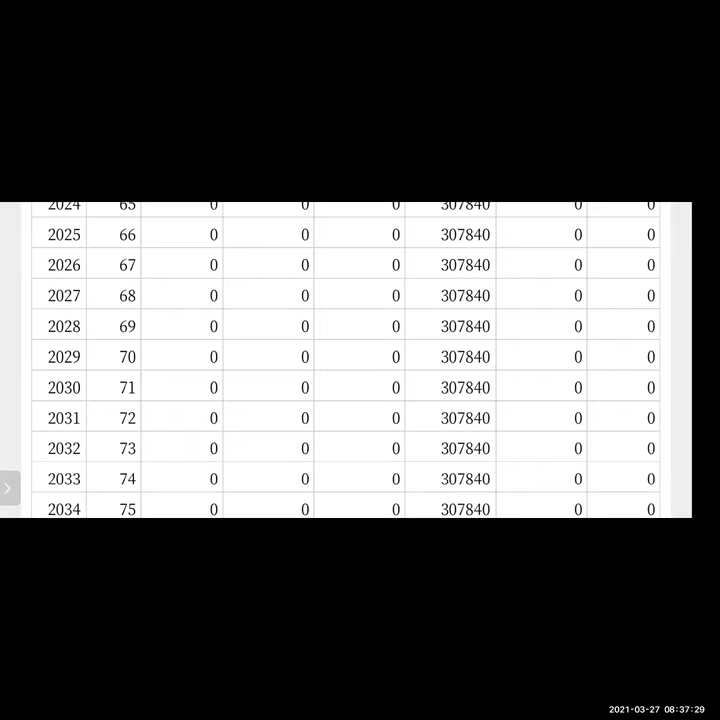 2024 65 0 0 0 307840 0 0
2025 66 0 0 0 307840 0 0
2026 67 0 0 0 307840 0 0
2027 68 0 0 0 307840 0 0
2028 69 0 0 0 307840 0 0
2029 70 0 0 0 307840 0 0
2030 71 0 0 0 307840 0 0
2031 72 0 0 0 307840 0 0
2032 73 0 0 0 307840 0 0
2033 74 0 0 0 307840 0 0
2034 75 0 0 0 307840 0 0
2021-03-27 08:37:29